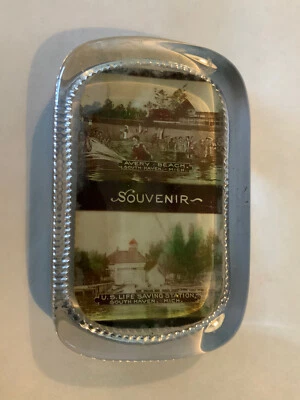 AVERY BEACH
SOUTH HAVEN, MICH.
SOUVENIR
U.S. LIFE SAVING STATION
SOUTH HAVEN, MICH.